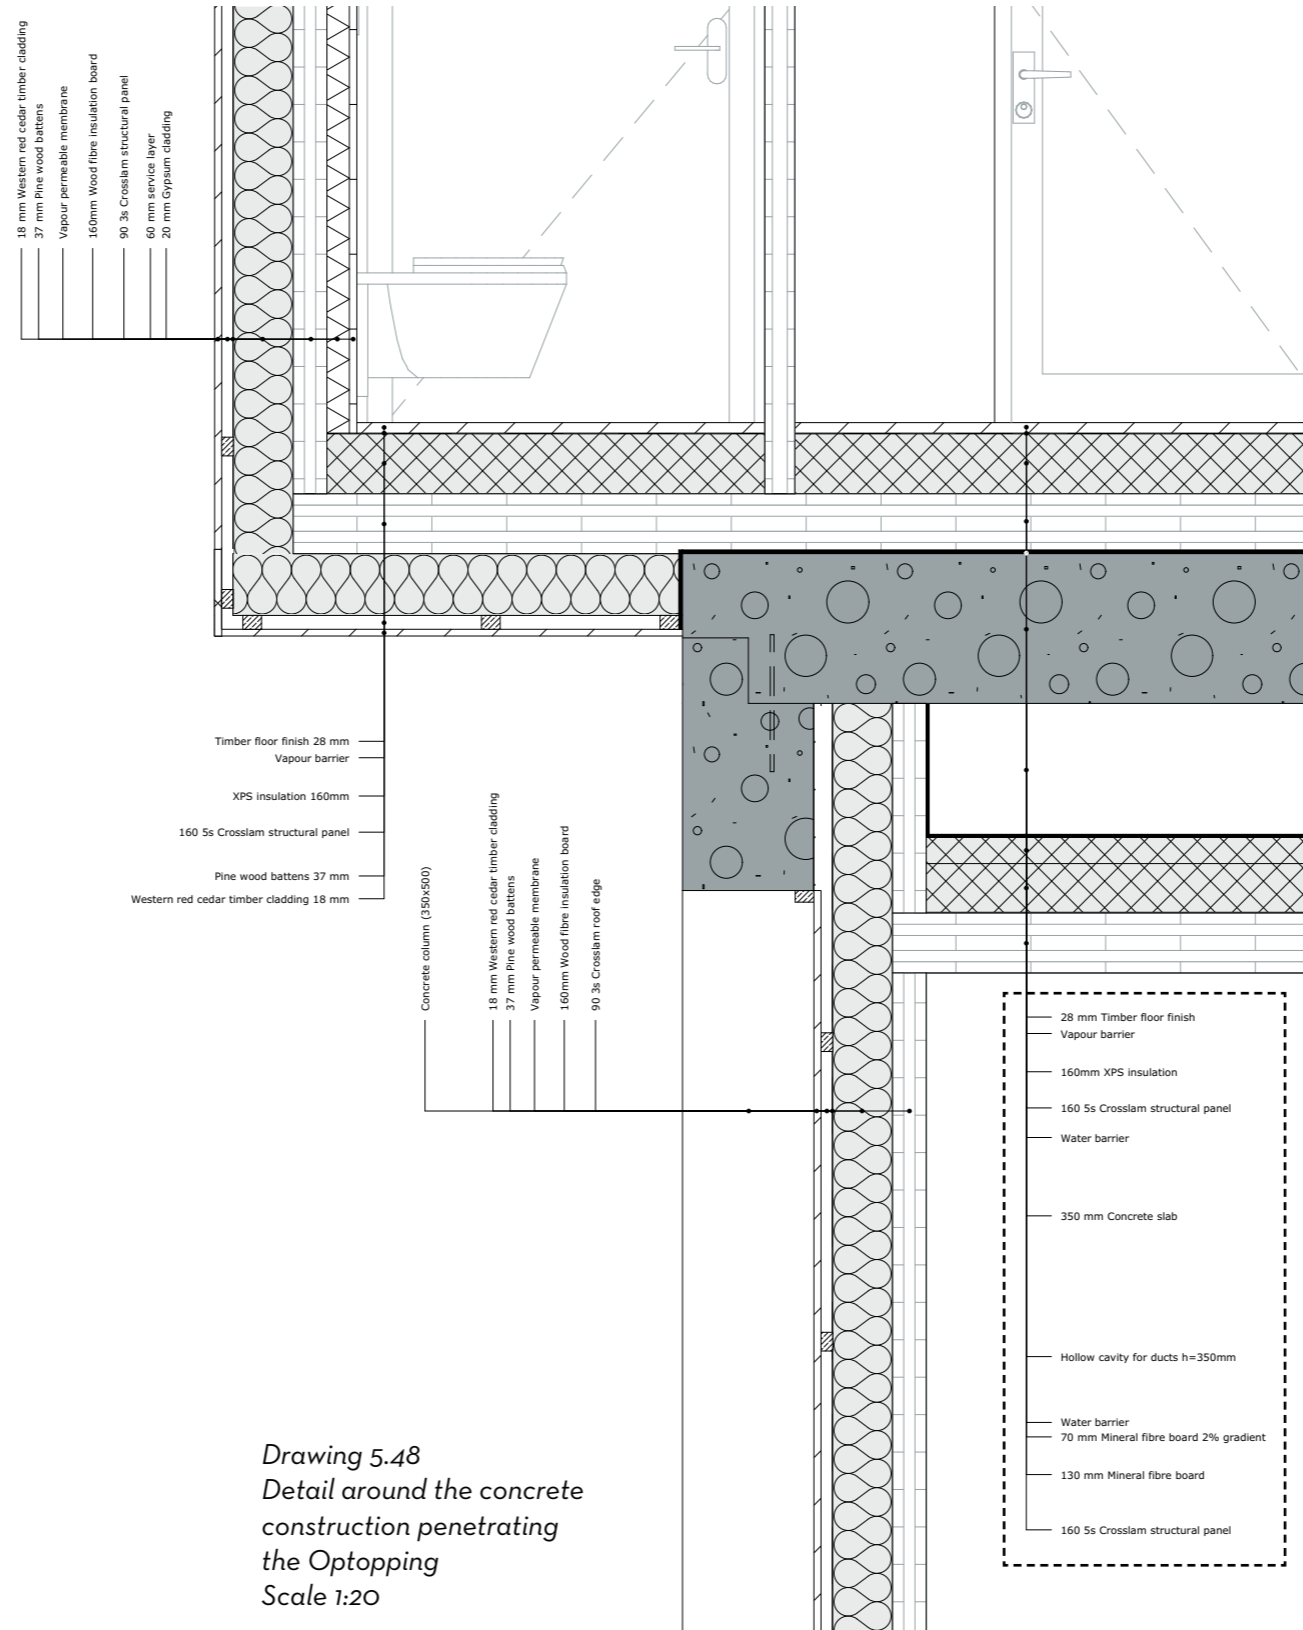 18 mm Western red cedar timber cladding
37 mm Pine wood battens
Vapour permeable membrane
160mm Wood fibre insulation board
90 3s Crosslam structural panel
60 mm service layer
20 mm Gypsum cladding
Timber floor finish 28 mm
Vapour barrier
XPS insulation 160mm
160 5s Crosslam structural panel
Pine wood battens 37 mm
Western red cedar timber cladding 18 mm
Concrete column (350x500)
18 mm Western red cedar timber cladding
37 mm Pine wood battens
Vapour permeable membrane
160mm Wood fibre insulation board
90 3s Crosslam roof edge
28 mm Timber floor finish
Vapour barrier
160mm XPS insulation
160 5s Crosslam structural panel
Water barrier
350 mm Concrete slab
Hollow cavity for ducts h=350mm
Water barrier
70 mm Mineral fibre board 2% gradient
130 mm Mineral fibre board
160 5s Crosslam structural panel
Drawing 5.48
Detail around the concrete
construction penetrating
the Optopping
Scale 1:20